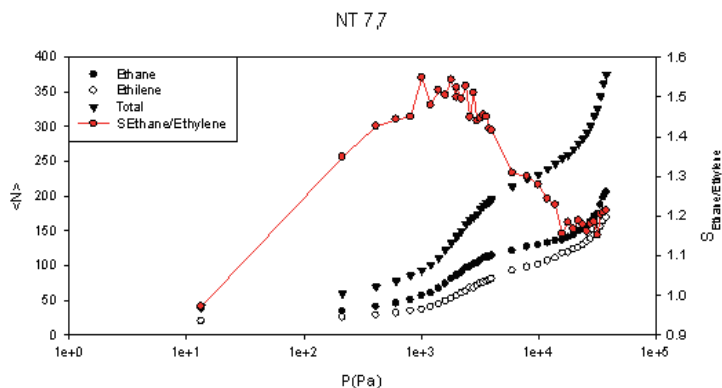 NT 7,7
400
350
300
250
200
150
100
50
0
<N>
Ethane
Ethilene
Total
SEthane/Ethylene
1.6
1.5
1.4
1.3
1.2
1.1
1.0
0.9
S Ethane/Ethylene
1e+0 1e+1 1e+2 1e+3 1e+4 1e+5
P(Pa)